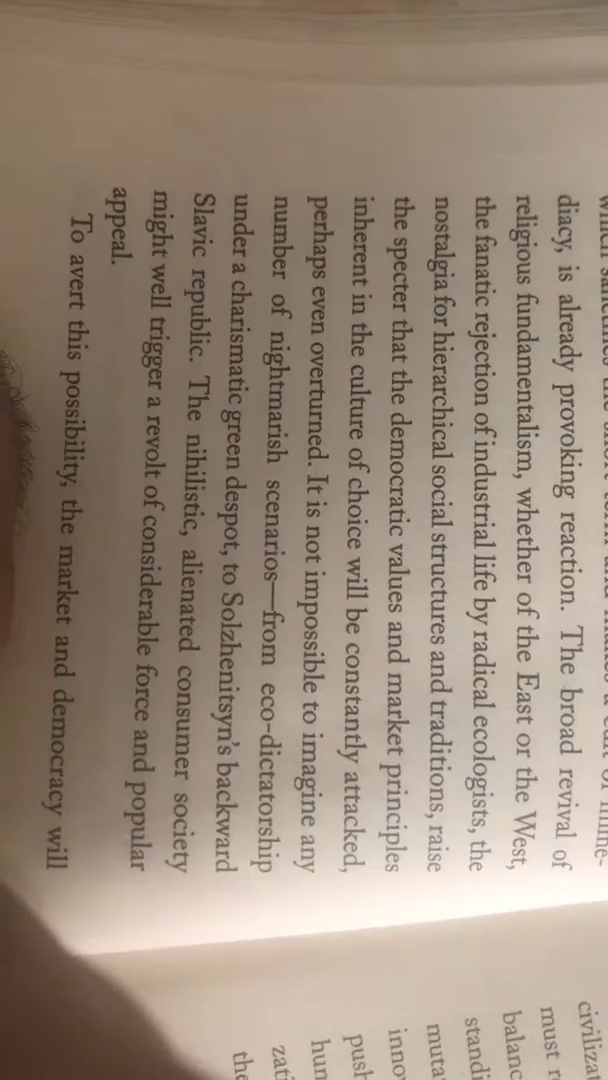 diacy, is already provoking reaction. The broad revival of
religious fundamentalism, whether of the East or the West,
the fanatic rejection of industrial life by radical ecologists, the
nostalgia for hierarchical social structures and traditions, raise
the specter that the democratic values and market principles
inherent in the culture of choice will be constantly attacked,
perhaps even overturned. It is not impossible to imagine any
number of nightmarish scenarios—from eco-dictatorship
under a charismatic green despot, to Solzhenitsyn's backward
Slavic republic. The nihilistic, alienated consumer society
might well trigger a revolt of considerable force and popular
appeal.
To avert this possibility, the market and democracy will
civilizat
must r
balanc
standi
muta
inno
push
hun
zati
the